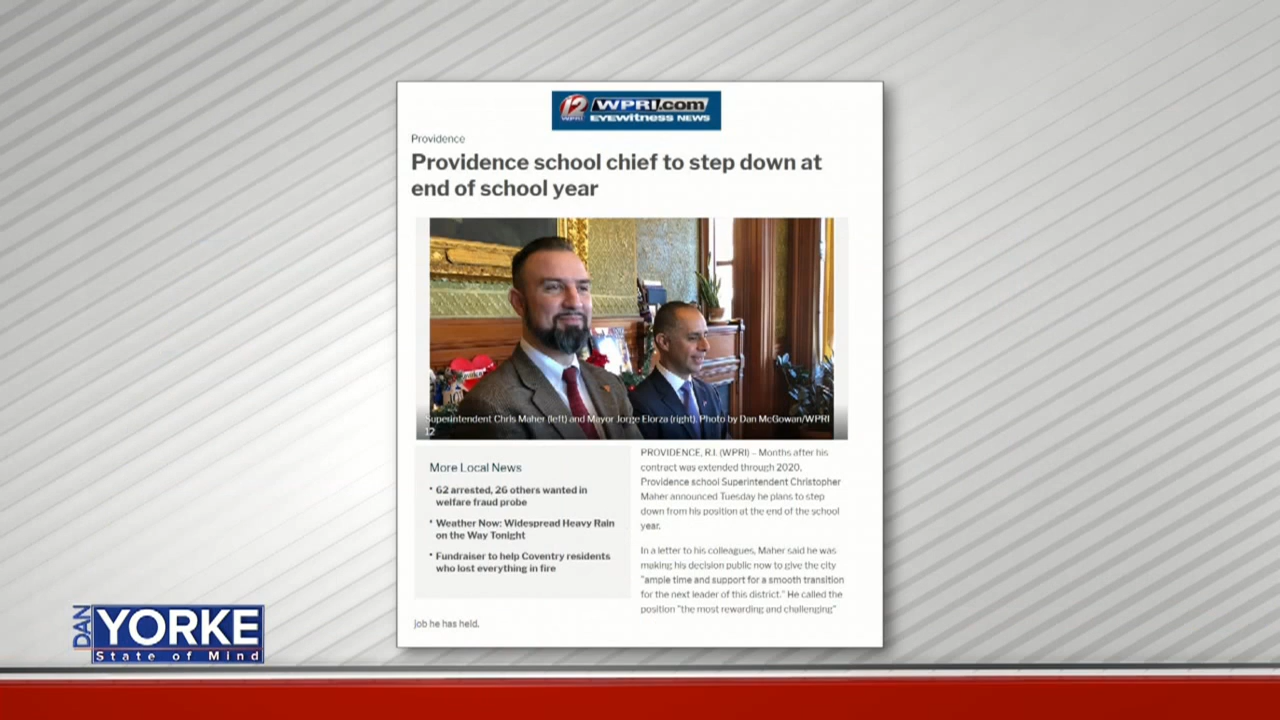 12 WPRI.com
WPRI EYEWITNESS NEWS
Providence
Providence school chief to step down at
end of school year
Superintendent Chris Maher (left) and Mayor Jorge Elorza (right). Photo by Dan McGowan/WPRI
12
More Local News
• 62 arrested, 26 others wanted in
welfare fraud probe
• Weather Now: Widespread Heavy Rain
on the Way Tonight
• Fundraiser to help Coventry residents
who lost everything in fire
PROVIDENCE, R.I. (WPRI) – Months after his
contract was extended through 2020,
Providence school Superintendent Christopher
Maher announced Tuesday he plans to step
down from his position at the end of the school
year.
In a letter to his colleagues, Maher said he was
making his decision public now to give the city
"ample time and support for a smooth transition
for the next leader of this district." He called the
position "the most rewarding and challenging"
job he has held.
DAN
YORKE
State of Mind